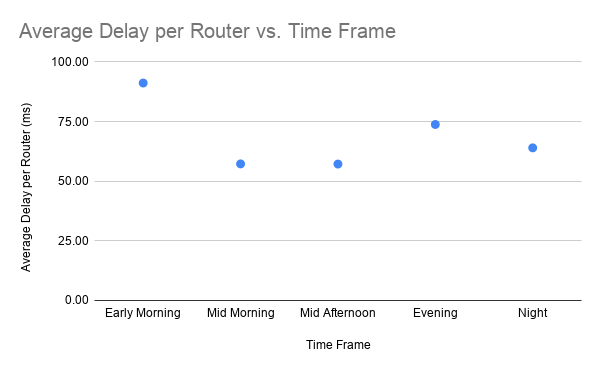 Average Delay per Router vs. Time Frame
Average Delay per Router (ms)
100.00
75.00
50.00
25.00
0.00
Early Morning Mid Morning Mid Afternoon Evening Night
Time Frame